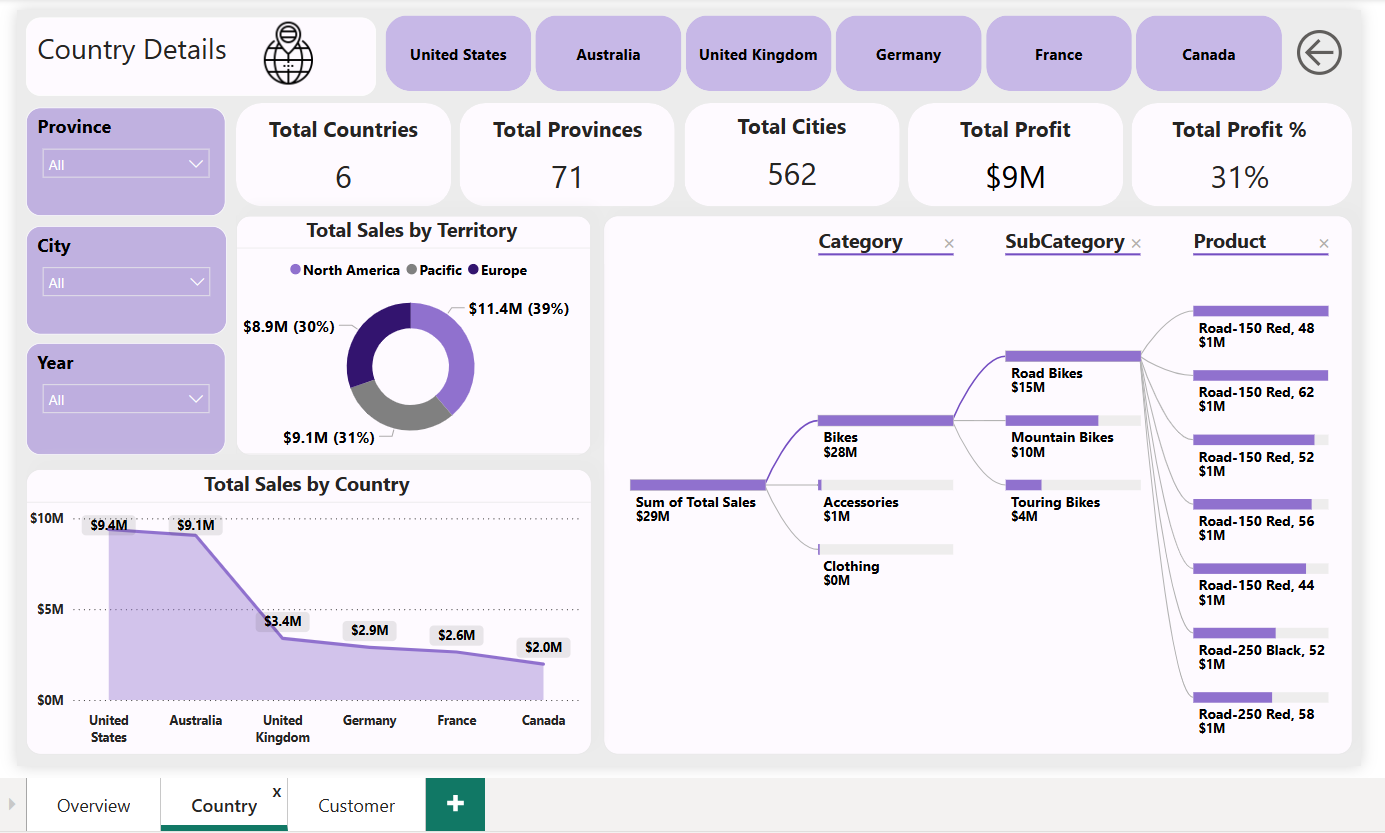 Country Details
United States
Australia
United Kingdom
Germany
France
Canada
Province
All
Total Countries
6
Total Provinces
71
Total Cities
562
Total Profit
$9M
Total Profit %
31%
City
All
Year
All
Total Sales by Territory
North America
Pacific
Europe
$11.4M (39%)
$8.9M (30%)
$9.1M (31%)
Total Sales by Country
$10M
$5M
$0M
$9.4M
$9.1M
$3.4M
$2.9M
$2.6M
$2.0M
United
States
Australia
United
Kingdom
Germany
France
Canada
Category ×
SubCategory ×
Product ×
Sum of Total Sales
$29M
Bikes
$28M
Accessories
$1M
Clothing
$0M
Road Bikes
$15M
Mountain Bikes
$10M
Touring Bikes
$4M
Road-150 Red, 48
$1M
Road-150 Red, 62
$1M
Road-150 Red, 52
$1M
Road-150 Red, 56
$1M
Road-150 Red, 44
$1M
Road-250 Black, 52
$1M
Road-250 Red, 58
$1M
Overview
Country x
Customer
+